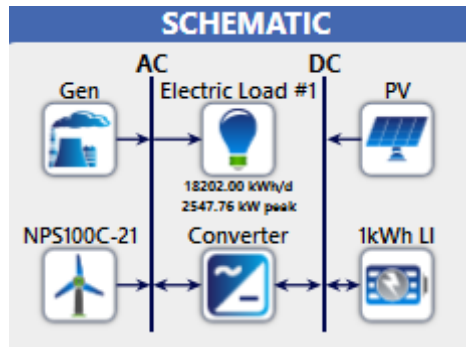 SCHEMATIC
AC DC
Gen Electric Load #1 PV
18202.00 kWh/d
2547.76 kW peak
NPS100C-21 Converter 1kWh LI